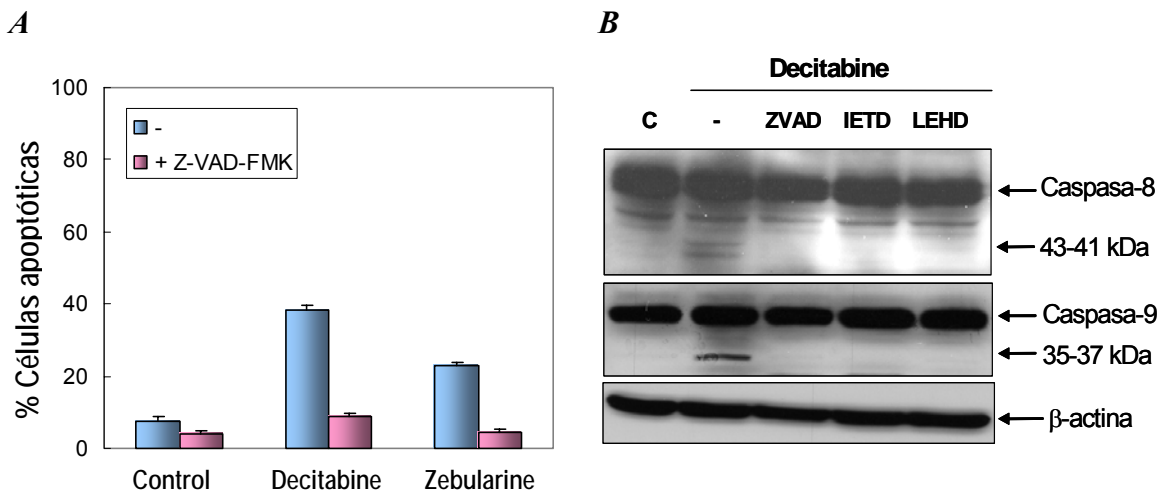 A
100
80
60
40
20
0
% Células apoptóticas
-
+ Z-VAD-FMK
Control Decitabine Zebularine
B
Decitabine
C - ZVAD IETD LEHD
Caspasa-8
43-41 kDa
Caspasa-9
35-37 kDa
β-actina